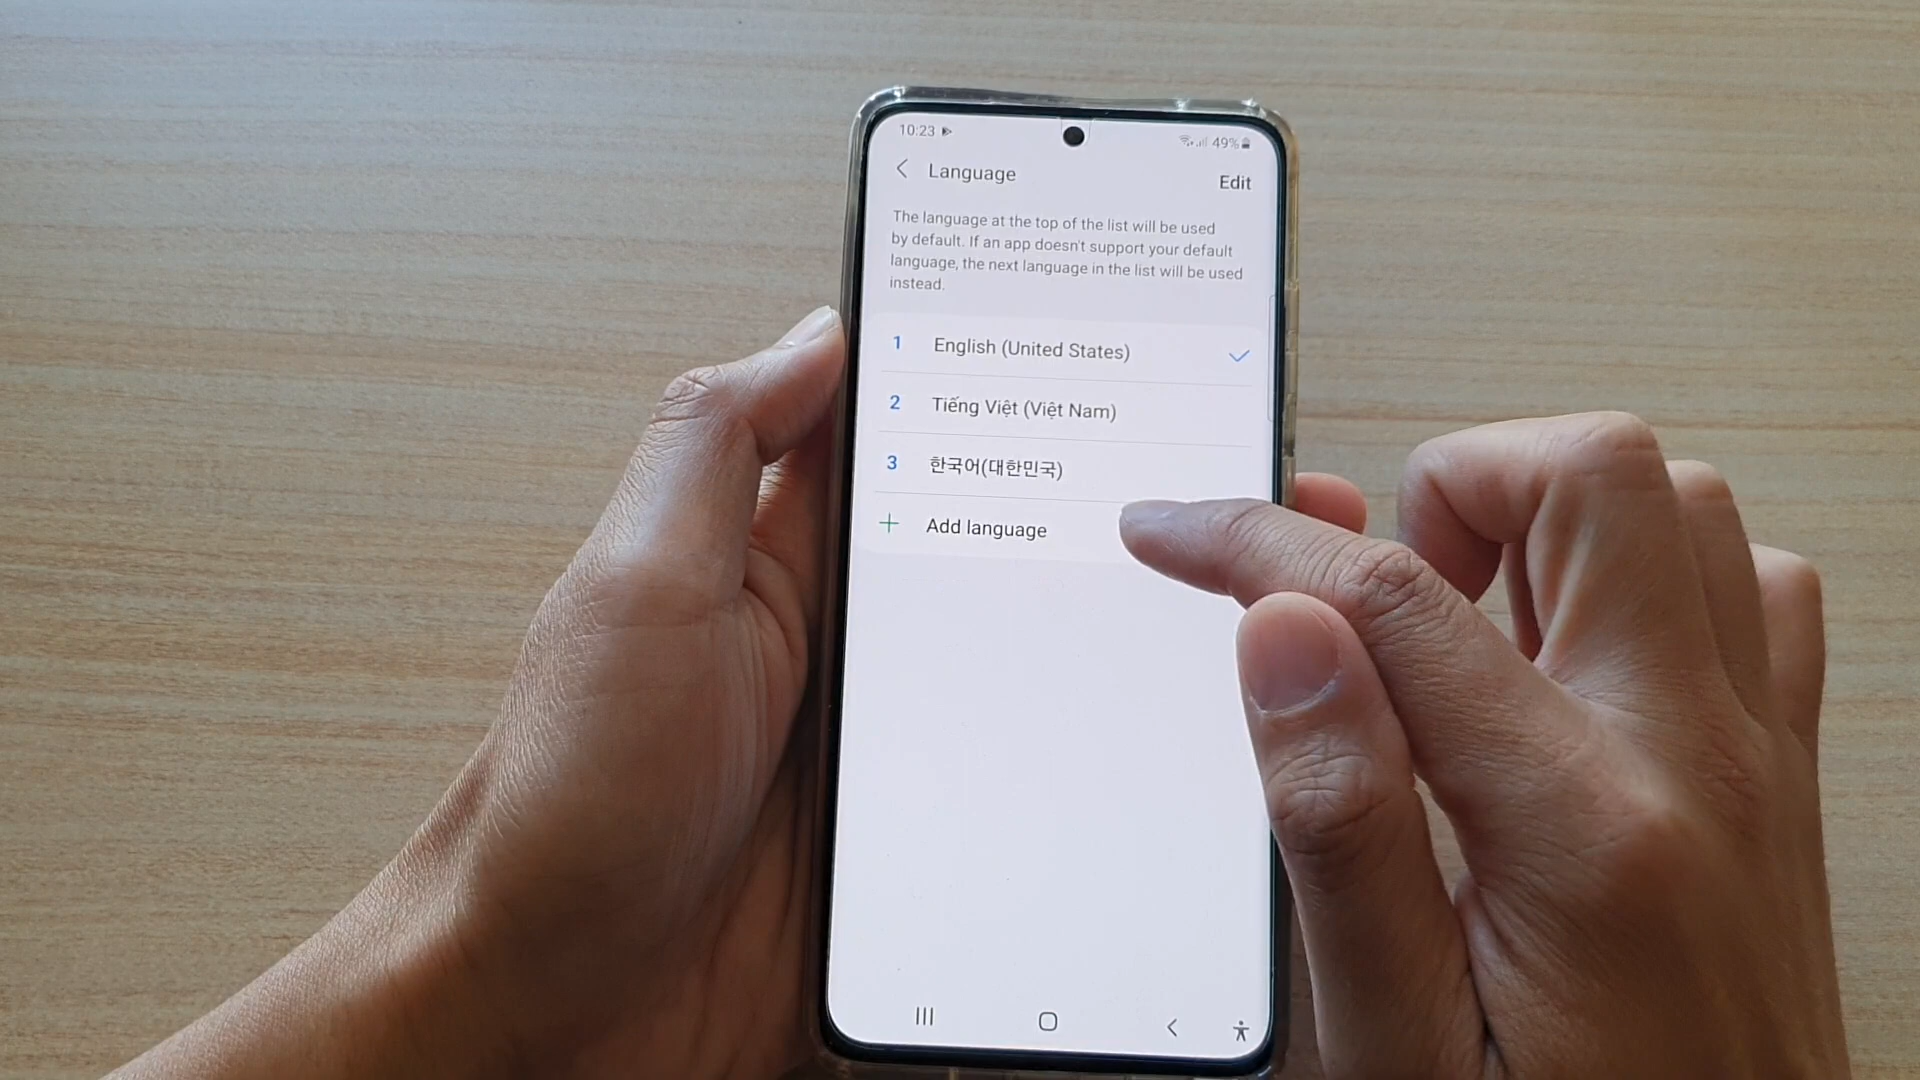 10:23
49%
Language
Edit
The language at the top of the list will be used
by default. If an app doesn't support your default
language, the next language in the list will be used
instead.
1 English (United States)
2 Tiếng Việt (Việt Nam)
3 한국어(대한민국)
+ Add language